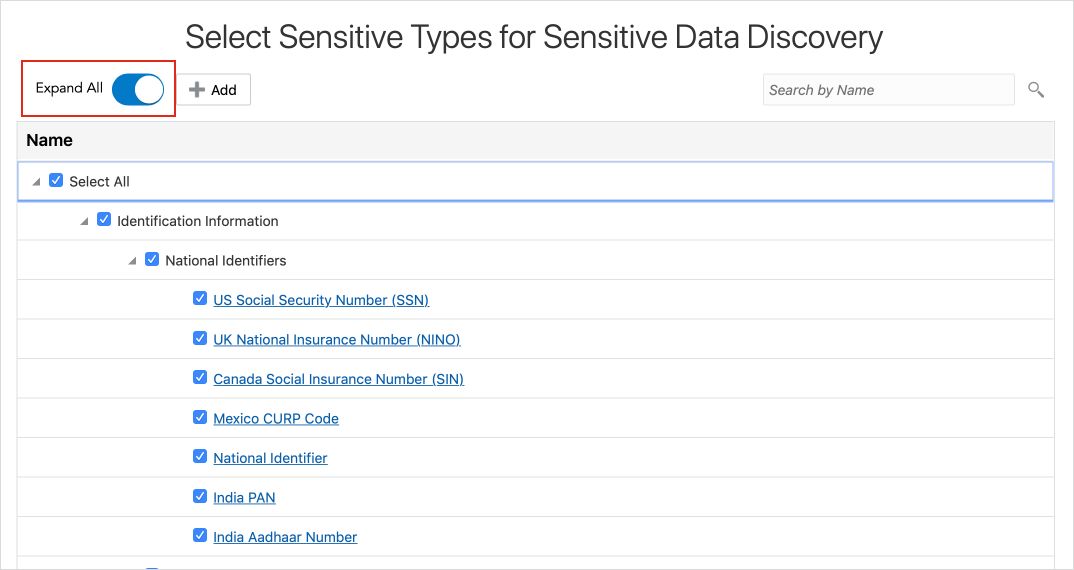 Select Sensitive Types for Sensitive Data Discovery
Expand All
Add
Search by Name
Name
Select All
Identification Information
National Identifiers
US Social Security Number (SSN)
UK National Insurance Number (NINO)
Canada Social Insurance Number (SIN)
Mexico CURP Code
National Identifier
India PAN
India Aadhaar Number